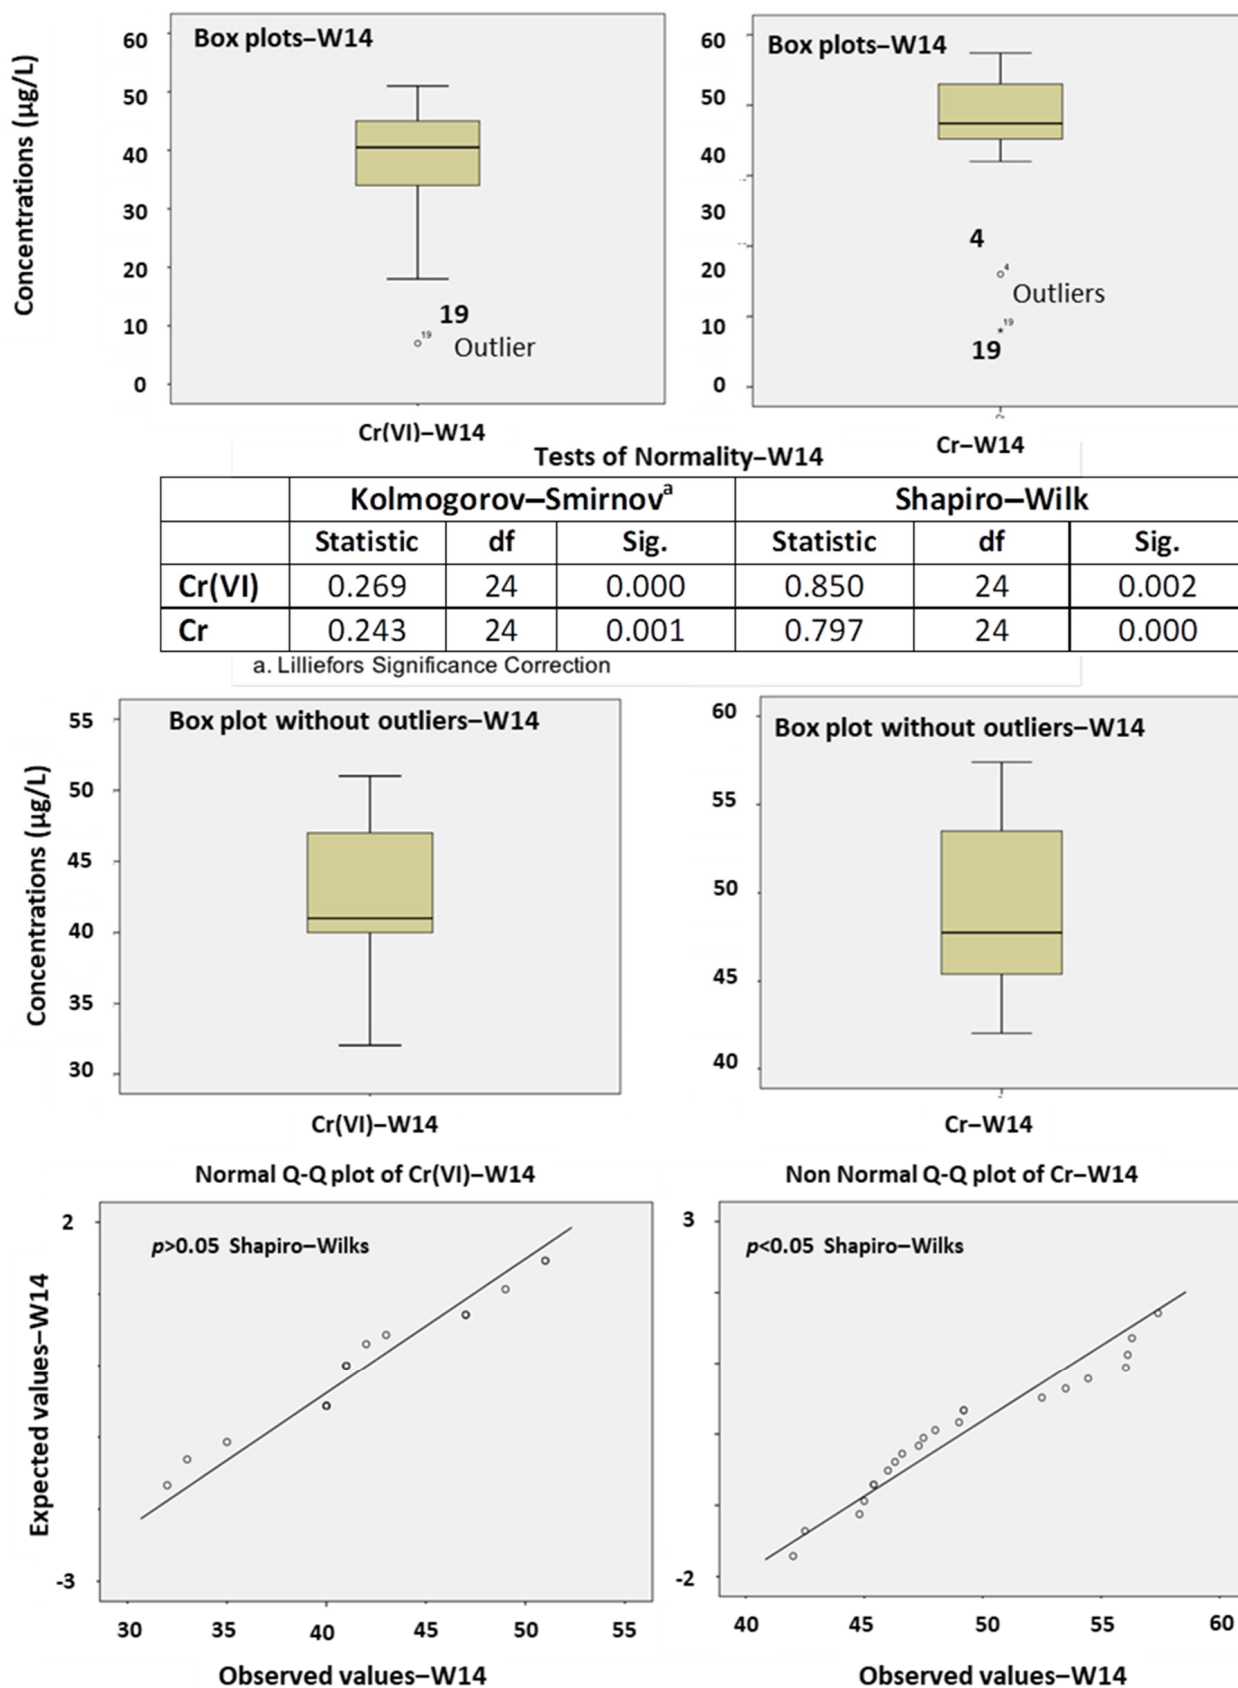 Concentrations (µg/L)
Box plots–W14
60
50
40
30
20
10
0
19
19
Outlier
Cr(VI)–W14
Box plots–W14
60
50
40
30
20
10
0
4
4
Outliers
19
19
Cr–W14
Tests of Normality–W14
Kolmogorov–Smirnovᵃ Shapiro–Wilk
Statistic df Sig. Statistic df Sig.
Cr(VI) 0.269 24 0.000 0.850 24 0.002
Cr 0.243 24 0.001 0.797 24 0.000
a. Lilliefors Significance Correction
Concentrations (µg/L)
Box plot without outliers–W14
55
50
45
40
35
30
Cr(VI)–W14
Box plot without outliers–W14
60
55
50
45
40
Cr–W14
Normal Q-Q plot of Cr(VI)–W14
Expected values–W14
2
-3
p>0.05 Shapiro–Wilks
30 35 40 45 50 55
Observed values–W14
Non Normal Q-Q plot of Cr–W14
3
-2
p<0.05 Shapiro–Wilks
40 45 50 55 60
Observed values–W14